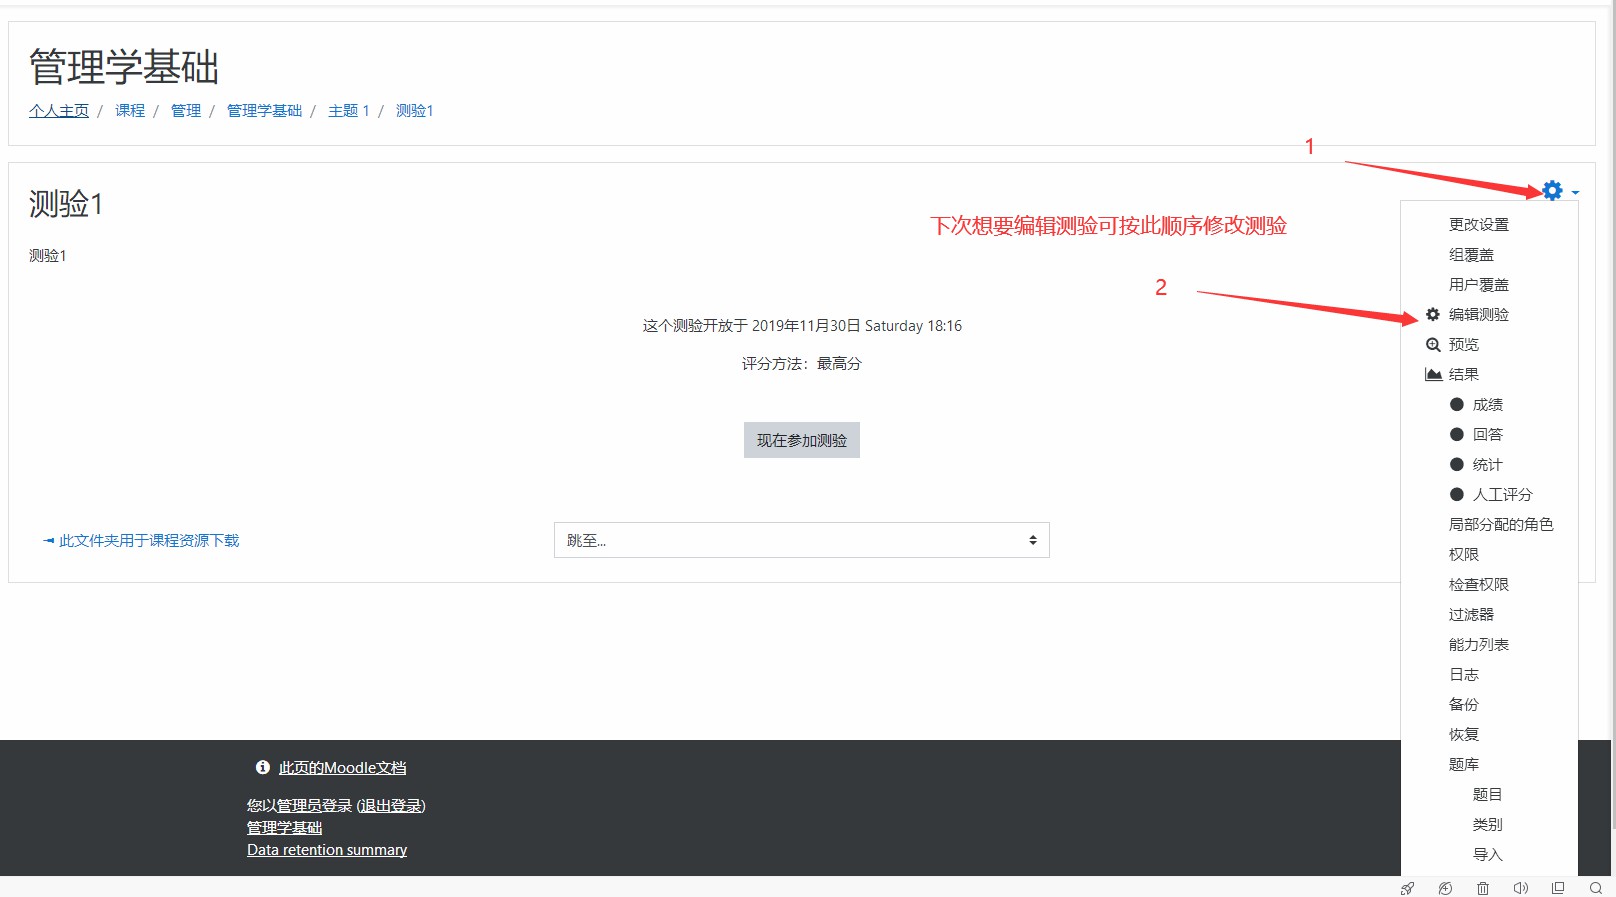 管理学基础
个人主页 / 课程 / 管理 / 管理学基础 / 主题 1 / 测验1
1
测验1
下次想要编辑测验可按此顺序修改测验
测验1
2
这个测验开放于 2019年11月30日 Saturday 18:16
评分方法：最高分
现在参加测验
此文件夹用于课程资源下载
跳至...
更改设置
组覆盖
用户覆盖
编辑测验
预览
结果
成绩
回答
统计
人工评分
局部分配的角色
权限
检查权限
过滤器
能力列表
日志
备份
恢复
题库
题目
类别
导入
此页的Moodle文档
您以管理员登录 (退出登录)
管理学基础
Data retention summary